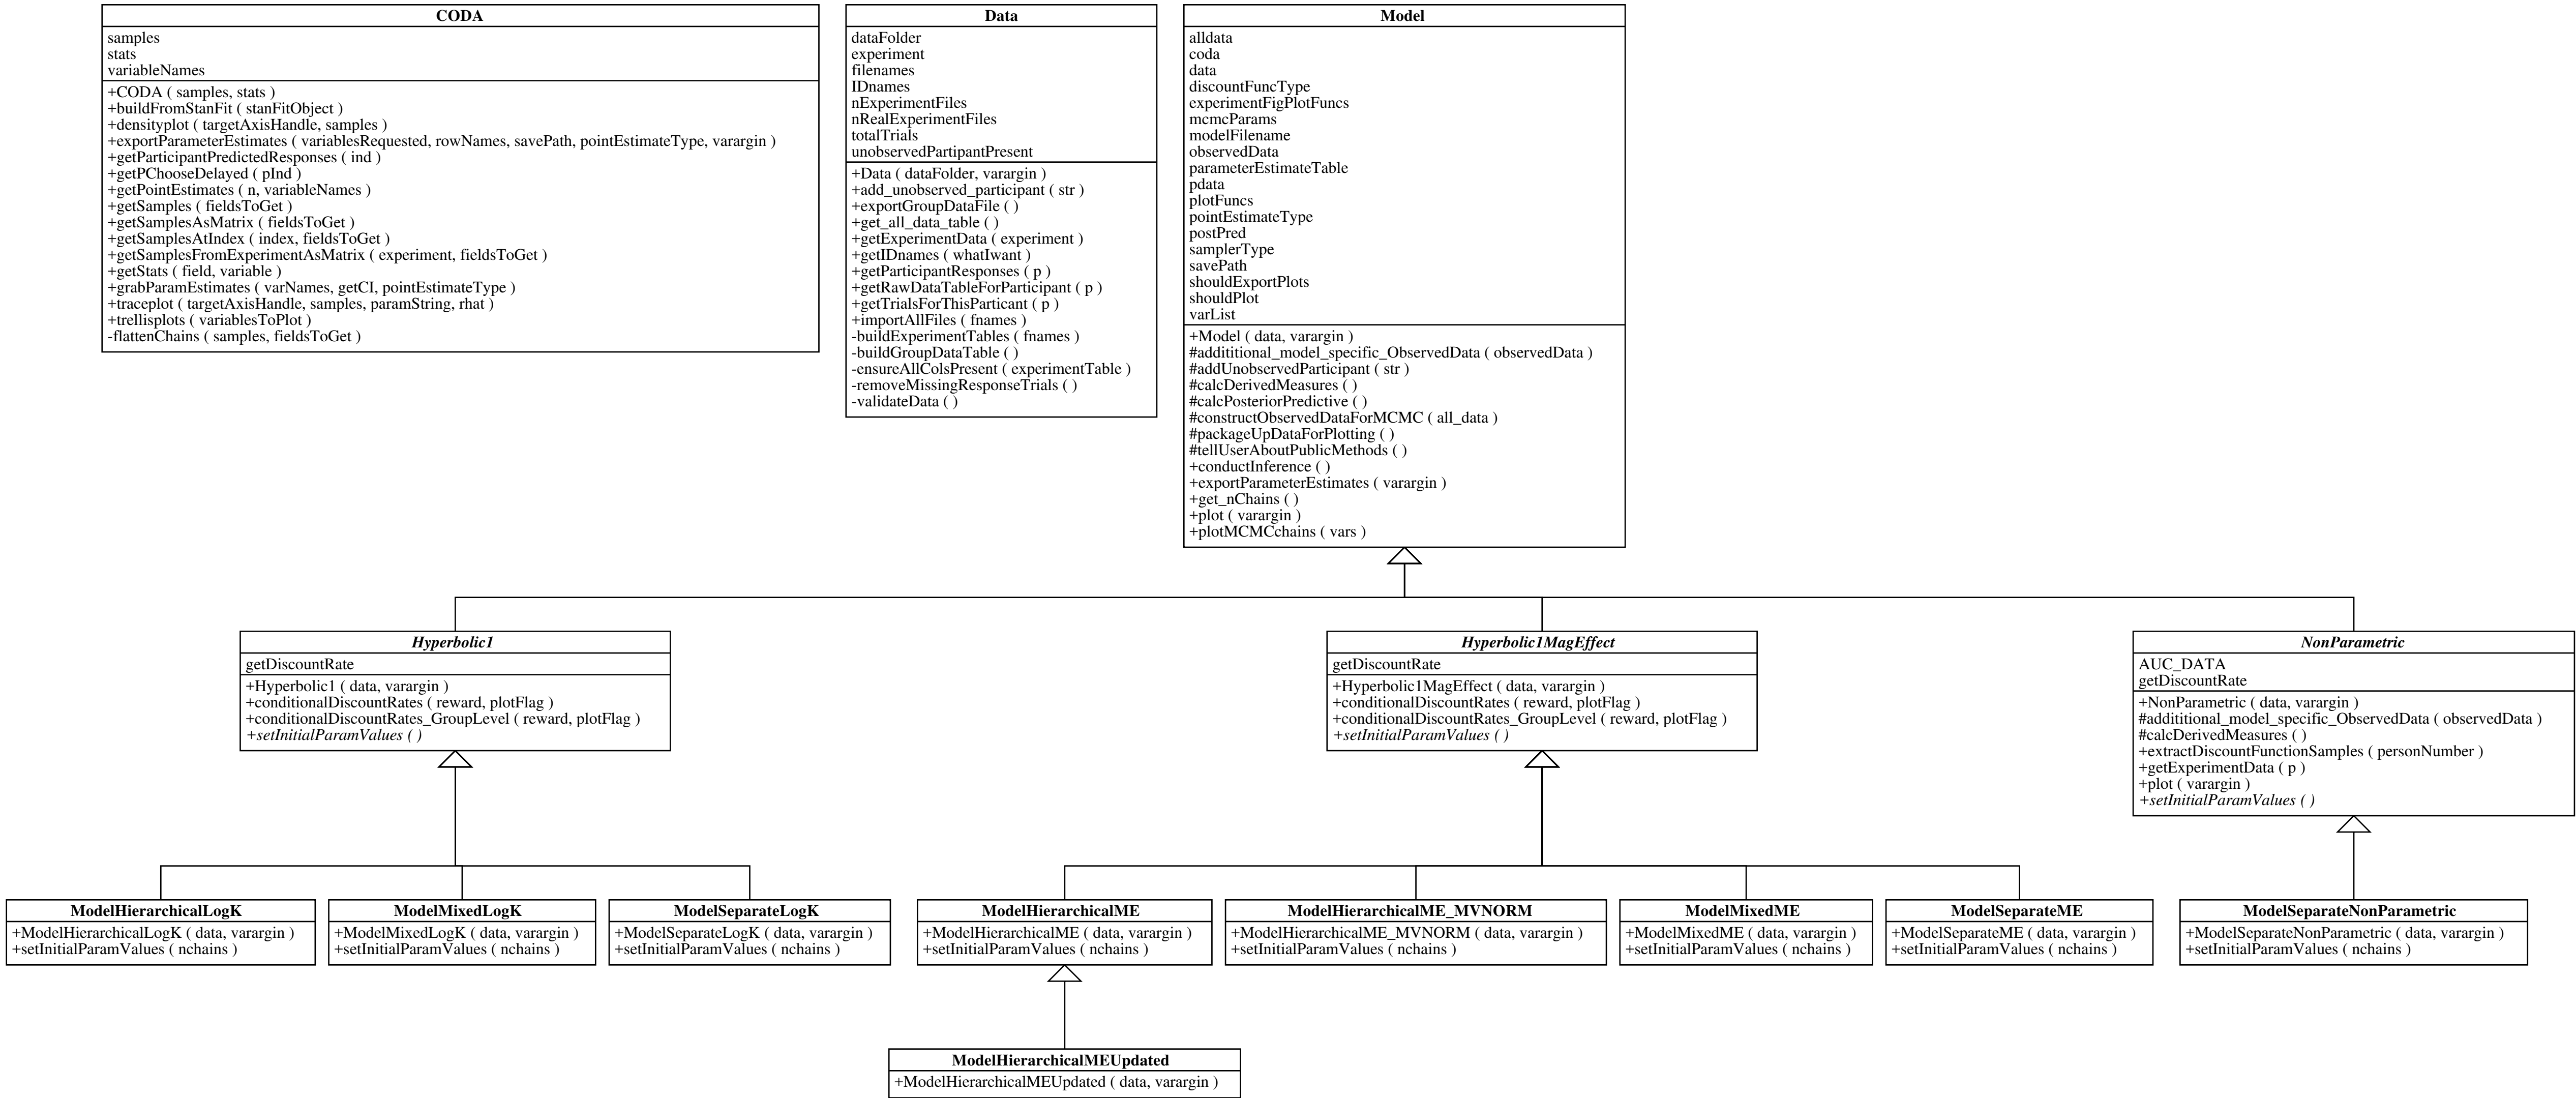 CODA
samples
stats
variableNames
+CODA ( samples, stats )
+buildFromStanFit ( stanFitObject )
+densityplot ( targetAxisHandle, samples )
+exportParameterEstimates ( variablesRequested, rowNames, savePath, pointEstimateType, varargin )
+getParticipantPredictedResponses ( ind )
+getPChooseDelayed ( pInd )
+getPointEstimates ( n, variableNames )
+getSamples ( fieldsToGet )
+getSamplesAsMatrix ( fieldsToGet )
+getSamplesAtIndex ( index, fieldsToGet )
+getSamplesFromExperimentAsMatrix ( experiment, fieldsToGet )
+getStats ( field, variable )
+grabParamEstimates ( varNames, getCI, pointEstimateType )
+traceplot ( targetAxisHandle, samples, paramString, rhat )
+trellisplots ( variablesToPlot )
-flattenChains ( samples, fieldsToGet )
Data
dataFolder
experiment
filenames
IDnames
nExperimentFiles
nRealExperimentFiles
totalTrials
unobservedPartipantPresent
+Data ( dataFolder, varargin )
+add_unobserved_participant ( str )
+exportGroupDataFile ( )
+get_all_data_table ( )
+getExperimentData ( experiment )
+getIDnames ( whatIwant )
+getParticipantResponses ( p )
+getRawDataTableForParticipant ( p )
+getTrialsForThisParticant ( p )
+importAllFiles ( fnames )
-buildExperimentTables ( fnames )
-buildGroupDataTable ( )
-ensureAllColsPresent ( experimentTable )
-removeMissingResponseTrials ( )
-validateData ( )
Model
alldata
coda
data
discountFuncType
experimentFigPlotFuncs
mcmcParams
modelFilename
observedData
parameterEstimateTable
pdata
plotFuncs
pointEstimateType
postPred
samplerType
savePath
shouldExportPlots
shouldPlot
varList
+Model ( data, varargin )
#addititional_model_specific_ObservedData ( observedData )
#addUnobservedParticipant ( str )
#calcDerivedMeasures ( )
#calcPosteriorPredictive ( )
#constructObservedDataForMCMC ( all_data )
#packageUpDataForPlotting ( )
#tellUserAboutPublicMethods ( )
+conductInference ( )
+exportParameterEstimates ( varargin )
+get_nChains ( )
+plot ( varargin )
+plotMCMCchains ( vars )
Hyperbolic1
getDiscountRate
+Hyperbolic1 ( data, varargin )
+conditionalDiscountRates ( reward, plotFlag )
+conditionalDiscountRates_GroupLevel ( reward, plotFlag )
+setInitialParamValues ( )
Hyperbolic1MagEffect
getDiscountRate
+Hyperbolic1MagEffect ( data, varargin )
+conditionalDiscountRates ( reward, plotFlag )
+conditionalDiscountRates_GroupLevel ( reward, plotFlag )
+setInitialParamValues ( )
NonParametric
AUC_DATA
getDiscountRate
+NonParametric ( data, varargin )
#addititional_model_specific_ObservedData ( observedData )
#calcDerivedMeasures ( )
+extractDiscountFunctionSamples ( personNumber )
+getExperimentData ( p )
+plot ( varargin )
+setInitialParamValues ( )
ModelHierarchicalLogK
+ModelHierarchicalLogK ( data, varargin )
+setInitialParamValues ( nchains )
ModelMixedLogK
+ModelMixedLogK ( data, varargin )
+setInitialParamValues ( nchains )
ModelSeparateLogK
+ModelSeparateLogK ( data, varargin )
+setInitialParamValues ( nchains )
ModelHierarchicalME
+ModelHierarchicalME ( data, varargin )
+setInitialParamValues ( nchains )
ModelHierarchicalME_MVNORM
+ModelHierarchicalME_MVNORM ( data, varargin )
+setInitialParamValues ( nchains )
ModelMixedME
+ModelMixedME ( data, varargin )
+setInitialParamValues ( nchains )
ModelSeparateME
+ModelSeparateME ( data, varargin )
+setInitialParamValues ( nchains )
ModelSeparateNonParametric
+ModelSeparateNonParametric ( data, varargin )
+setInitialParamValues ( nchains )
ModelHierarchicalMEUpdated
+ModelHierarchicalMEUpdated ( data, varargin )